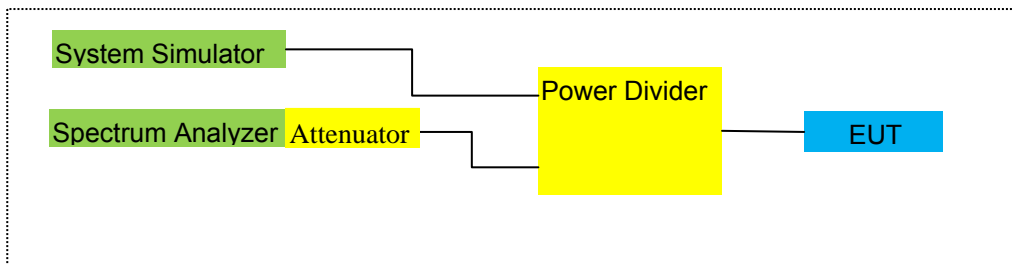 System Simulator
Power Divider
Spectrum Analyzer Attenuator
EUT